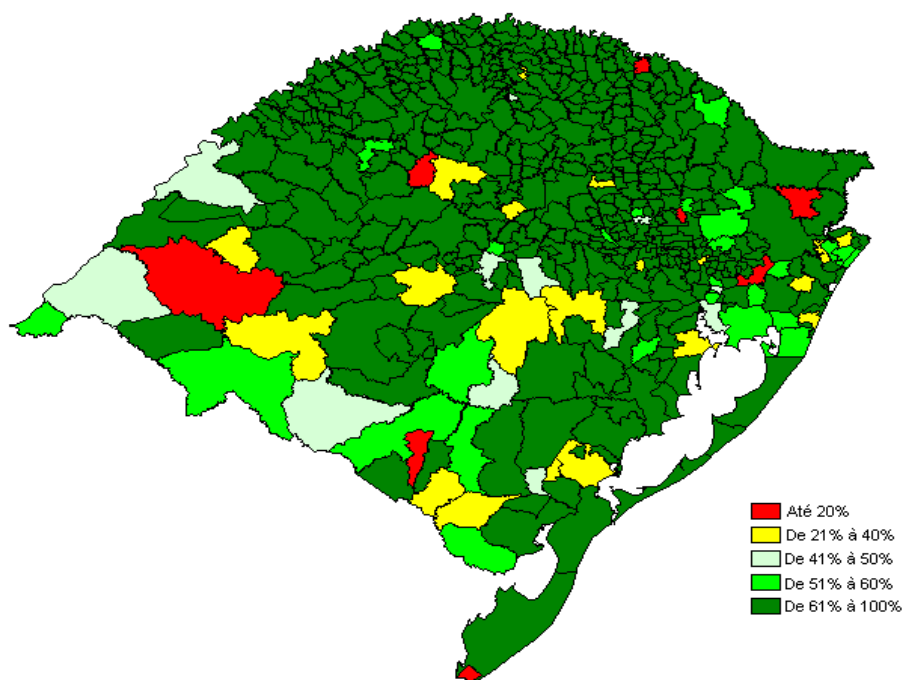 Até 20%
De 21% à 40%
De 41% à 50%
De 51% à 60%
De 61% à 100%